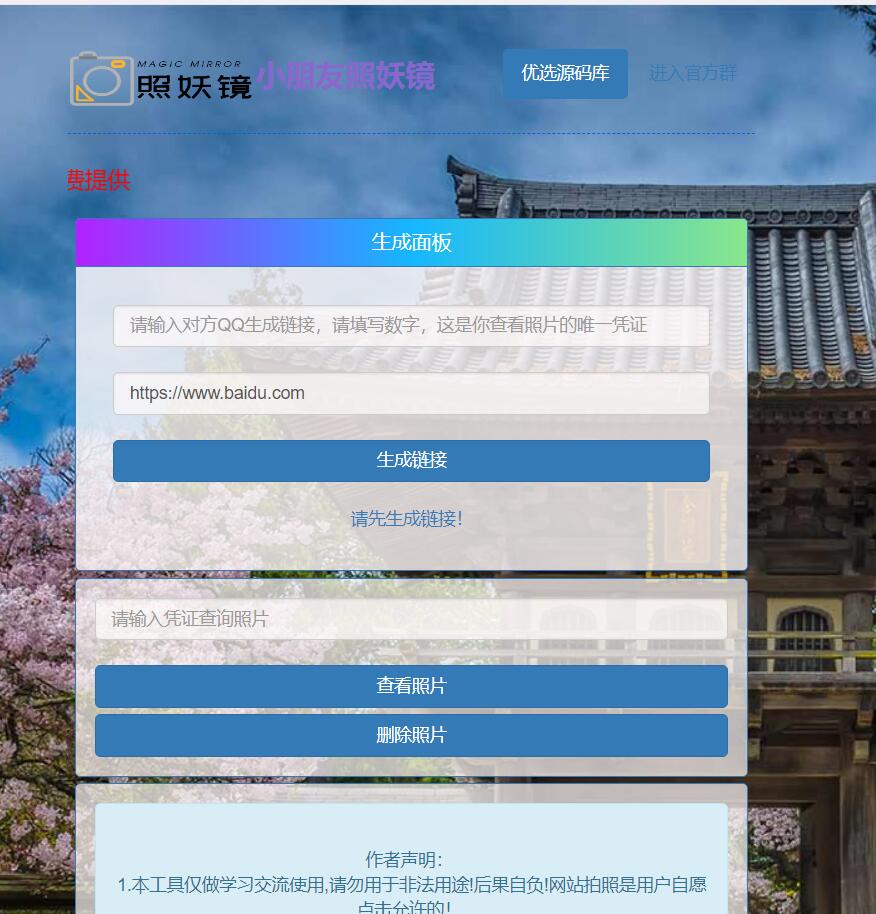 MAGIC MIRROR
照妖镜
小朋友照妖镜
优选源码库
进入官方群
费提供
生成面板
请输入对方QQ生成链接，请填写数字，这是你查看照片的唯一凭证
https://www.baidu.com
生成链接
请先生成链接！
请输入凭证查询照片
查看照片
删除照片
作者声明：
1.本工具仅做学习交流使用,请勿用于非法用途!后果自负!网站拍照是用户自愿
点击允许的!